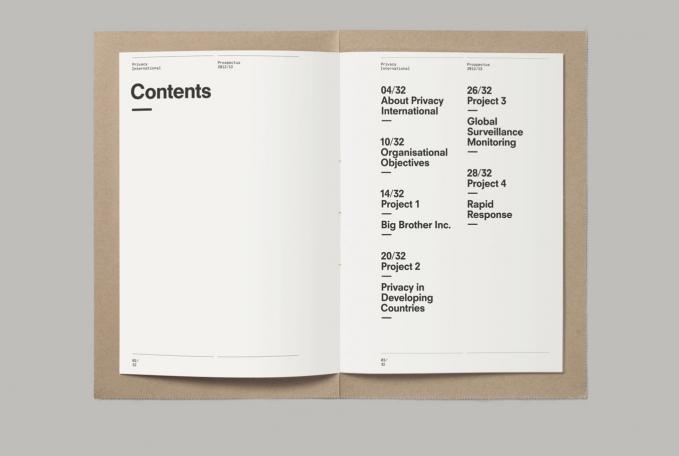 Privacy
International
Prospectus
2012/13
Contents
02/
32
Privacy
International
Prospectus
2012/13
04/32
About Privacy
International
10/32
Organisational
Objectives
14/32
Project 1
Big Brother Inc.
20/32
Project 2
Privacy in
Developing
Countries
26/32
Project 3
Global
Surveillance
Monitoring
28/32
Project 4
Rapid
Response
03/
32